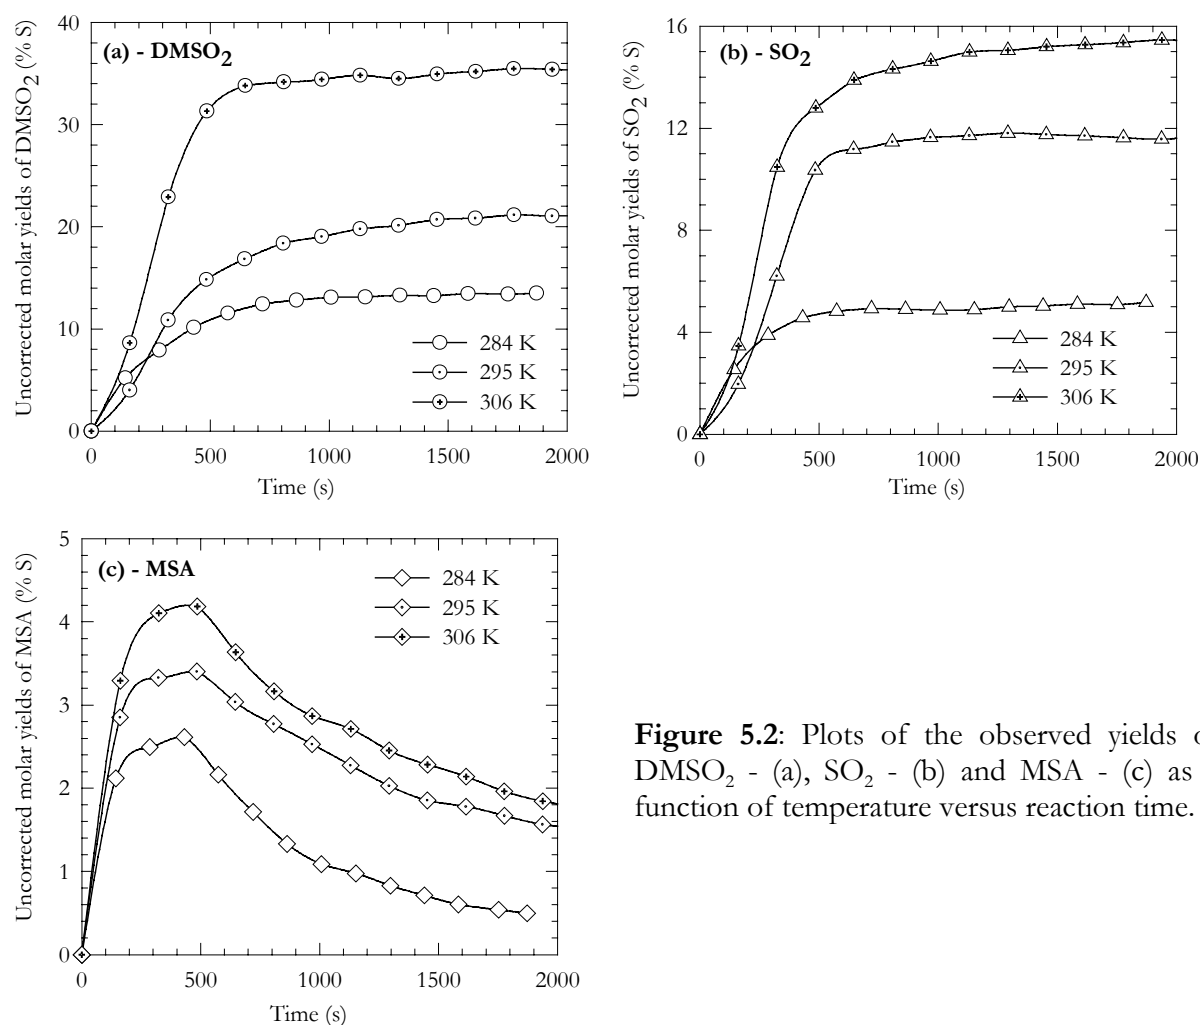 (a) - DMSO2
Uncorrected molar yields of DMSO2 (% S)
40
30
20
10
0
0 500 1000 1500 2000
Time (s)
284 K
295 K
306 K
(b) - SO2
Uncorrected molar yields of SO2 (% S)
16
12
8
4
0
0 500 1000 1500 2000
Time (s)
284 K
295 K
306 K
(c) - MSA
Uncorrected molar yields of MSA (% S)
5
4
3
2
1
0
0 500 1000 1500 2000
Time (s)
284 K
295 K
306 K
Figure 5.2: Plots of the observed yields
DMSO2 - (a), SO2 - (b) and MSA - (c) as
function of temperature versus reaction time.